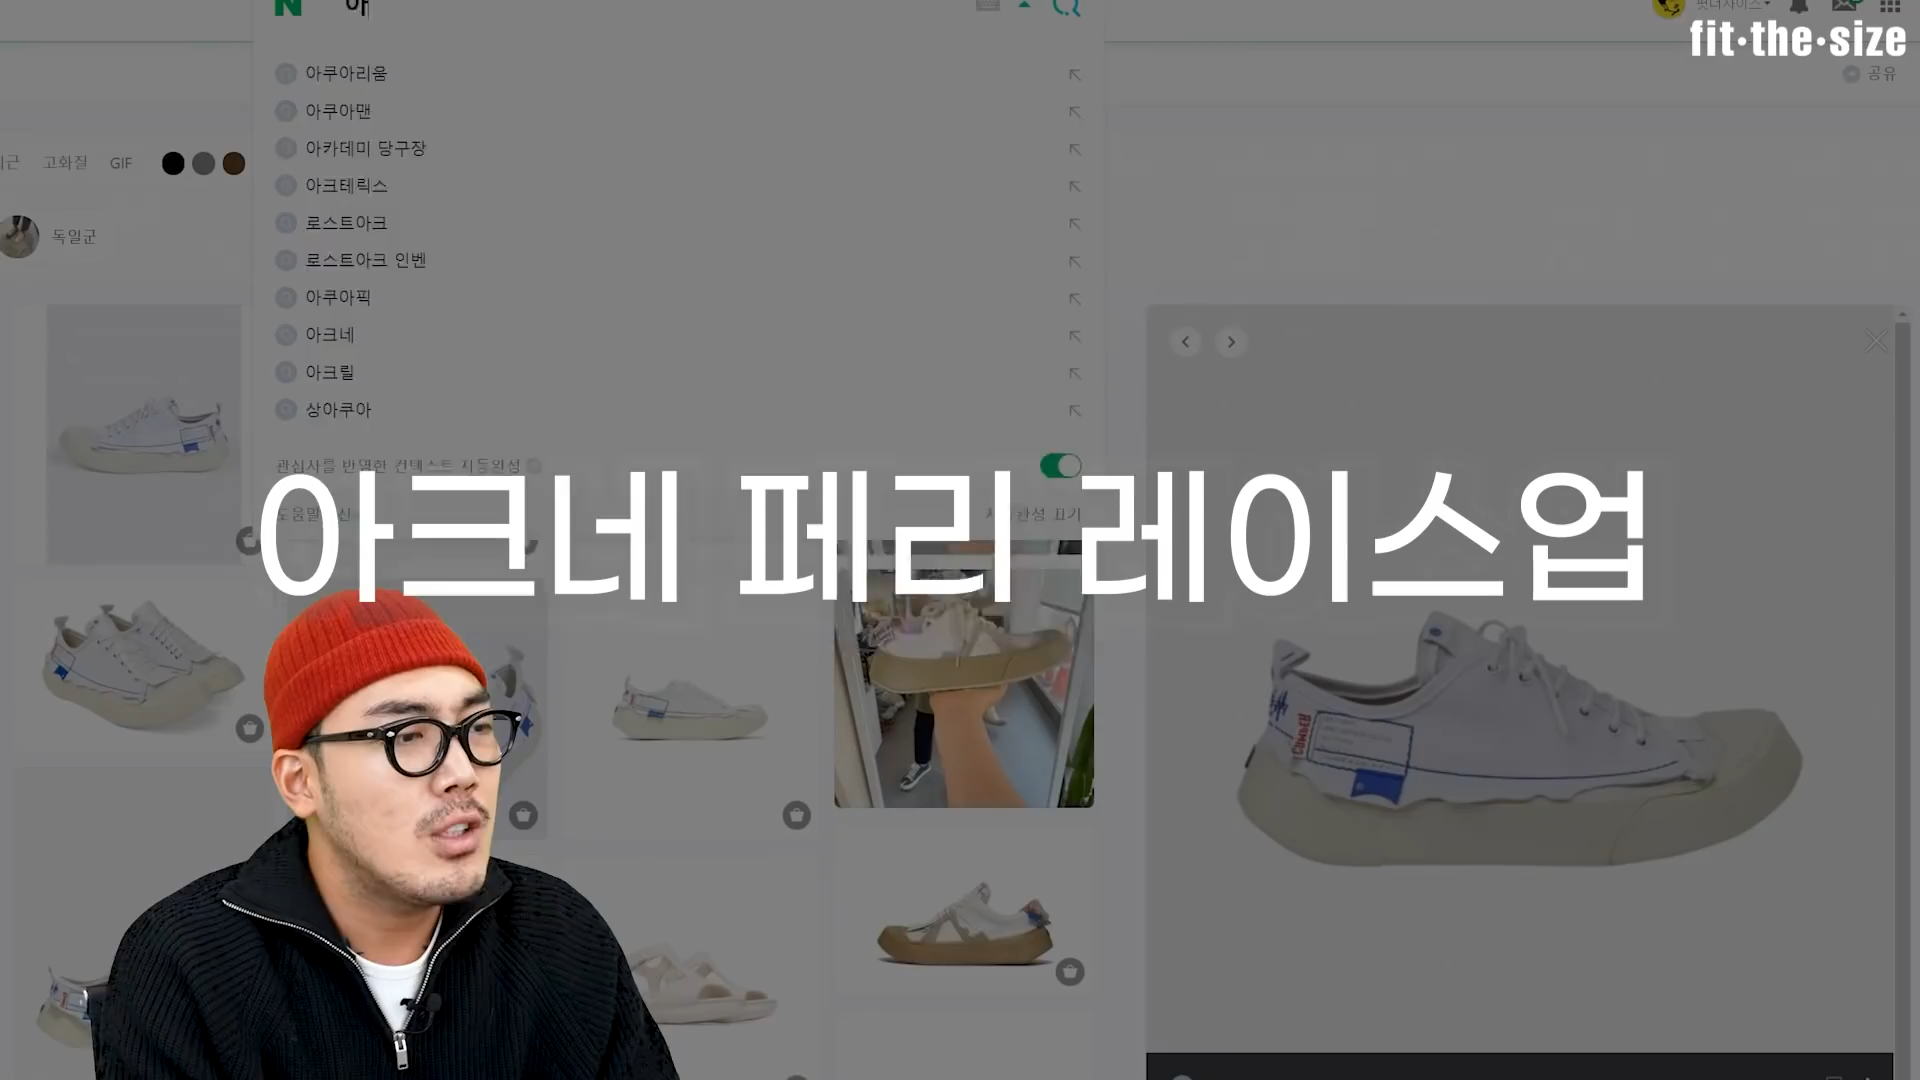 N 아
fit·the·size
공유
아쿠아리움
아쿠아맨
아카데미 당구장
고화질 GIF
아크테릭스
로스트아크
독일군
로스트아크 인벤
아쿠아픽
아크네
아크릴
상아쿠아
관심사를 반영한 컨텍스트 자동완성
도움말
아크네 페리 레이스업